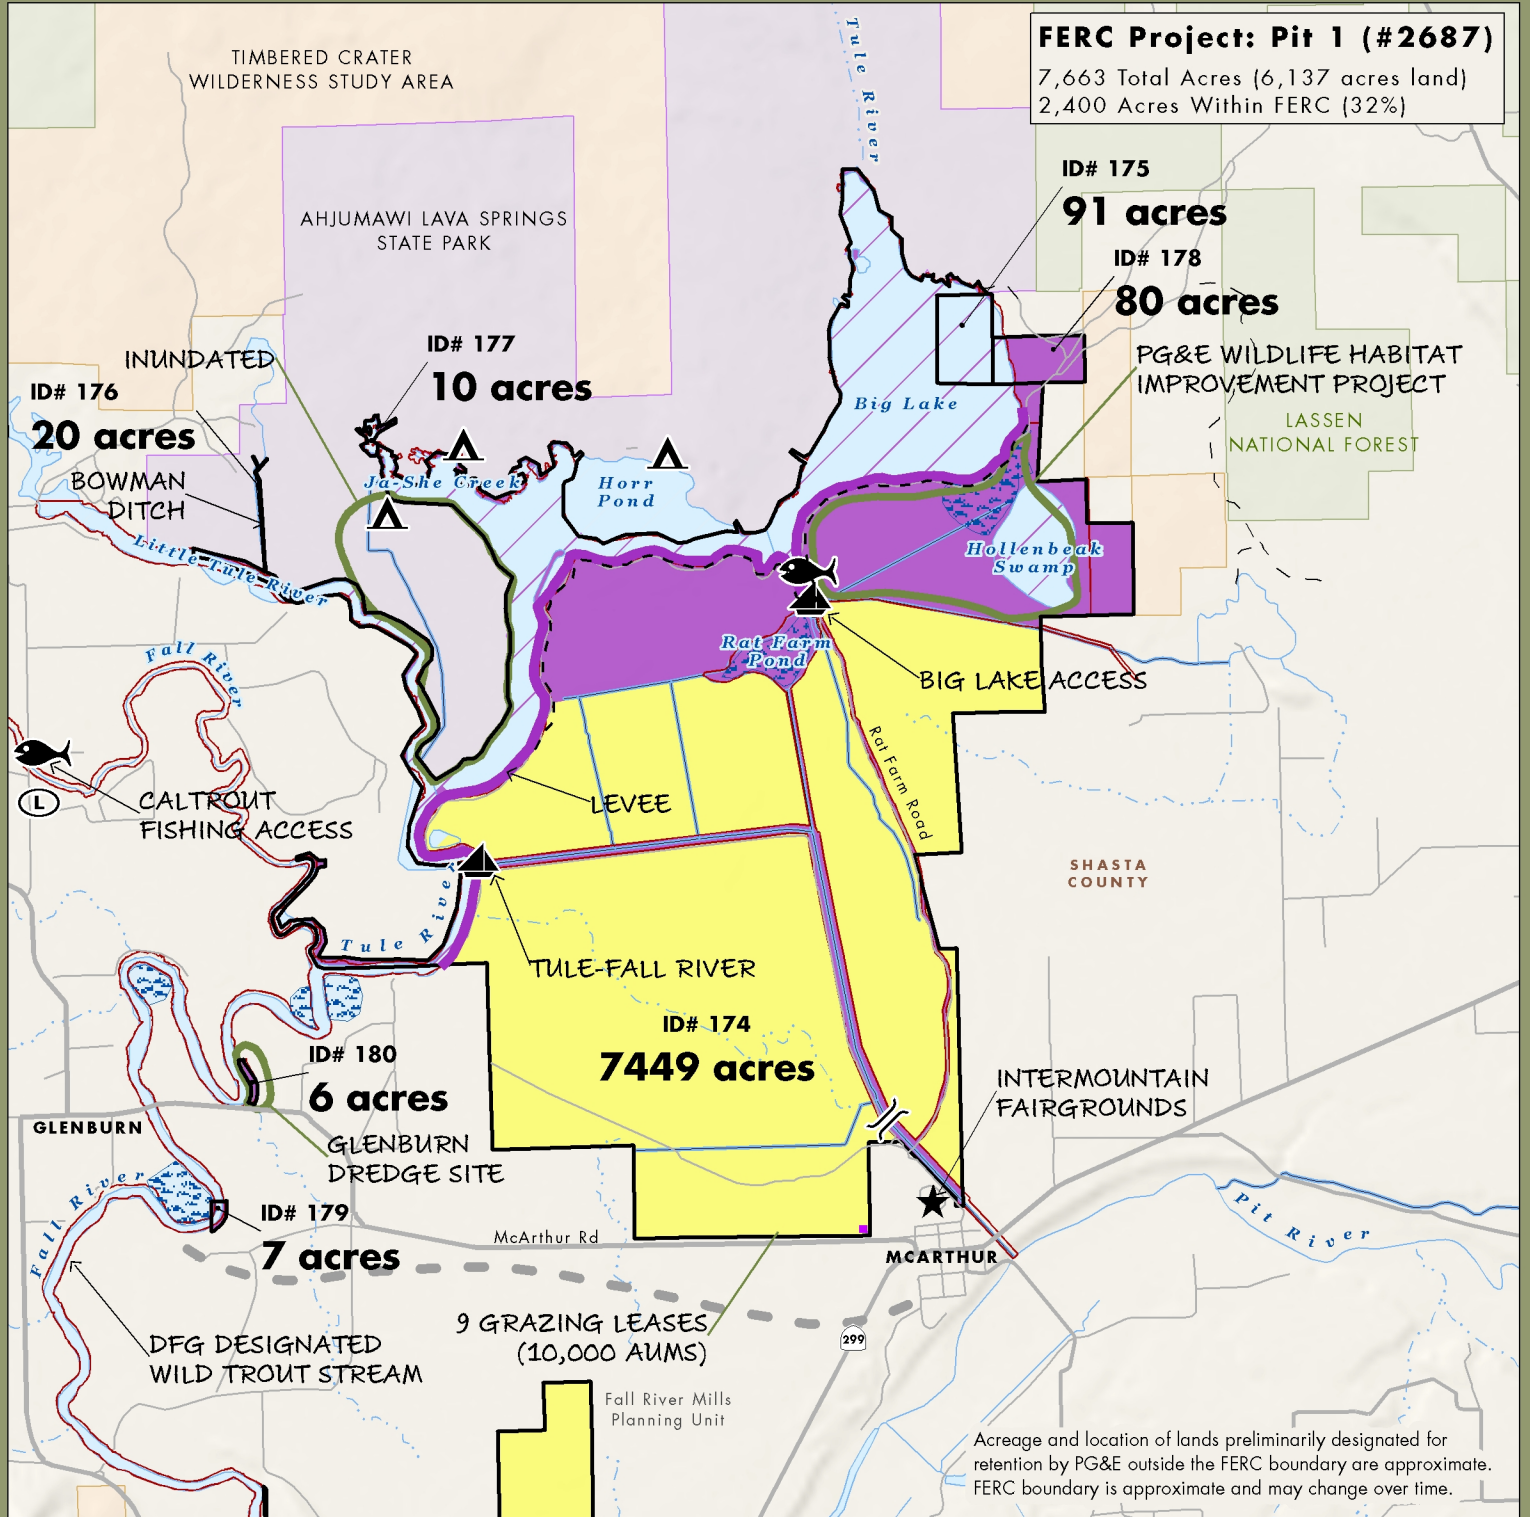 FERC Project: Pit 1 (#2687)
7,663 Total Acres (6,137 acres land)
2,400 Acres Within FERC (32%)
TIMBERED CRATER
WILDERNESS STUDY AREA
Tule River
AHJUMAWI LAVA SPRINGS
STATE PARK
ID# 175
91 acres
ID# 178
80 acres
PG&E WILDLIFE HABITAT
IMPROVEMENT PROJECT
LASSEN
NATIONAL FOREST
INUNDATED
ID# 177
10 acres
ID# 176
20 acres
BOWMAN
DITCH
Big Lake
Ja-She Creek
Horr
Pond
Little Tule River
Hollenbeak
Swamp
Fall River
Rat Farm
Pond
BIG LAKE ACCESS
Rat Farm Road
LEVEE
L
CALTROUT
FISHING ACCESS
SHASTA
COUNTY
Tule River
TULE-FALL RIVER
ID# 174
7449 acres
ID# 180
6 acres
INTERMOUNTAIN
FAIRGROUNDS
GLENBURN
GLENBURN
DREDGE SITE
Fall River
ID# 179
7 acres
McArthur Rd
MCARTHUR
Pit River
9 GRAZING LEASES
(10,000 AUMS)
299
DFG DESIGNATED
WILD TROUT STREAM
Fall River Mills
Planning Unit
Acreage and location of lands preliminarily designated for
retention by PG&E outside the FERC boundary are approximate.
FERC boundary is approximate and may change over time.